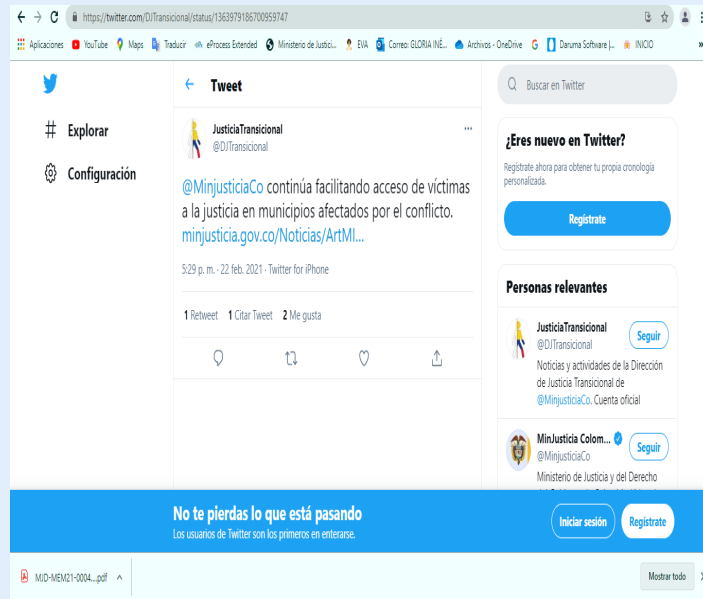 https://twitter.com/DJTransicional/status/1363979186700959747
Aplicaciones YouTube Maps Traducir eProcess Extended Ministerio de Justici... EVA Correo: GLORIA INÉ... Archivos - OneDrive Daruma Software |... INICIO »
Tweet
Buscar en Twitter
Explorar
Configuración
JusticiaTransicional
@DJTransicional
@MinjusticiaCo continúa facilitando acceso de víctimas
a la justicia en municipios afectados por el conflicto.
minjusticia.gov.co/Noticias/ArtMI...
5:29 p. m. · 22 feb. 2021 · Twitter for iPhone
1 Retweet 1 Citar Tweet 2 Me gusta
¿Eres nuevo en Twitter?
Regístrate ahora para obtener tu propia cronología
personalizada.
Regístrate
Personas relevantes
JusticiaTransicional
@DJTransicional
Seguir
Noticias y actividades de la Dirección
de Justicia Transicional de
@MinjusticiaCo. Cuenta oficial
MinJusticia Colom...
@MinjusticiaCo
Seguir
Ministerio de Justicia y del Derecho
No te pierdas lo que está pasando
Los usuarios de Twitter son los primeros en enterarse.
Iniciar sesión Regístrate
MJD-MEM21-0004....pdf
Mostrar todo